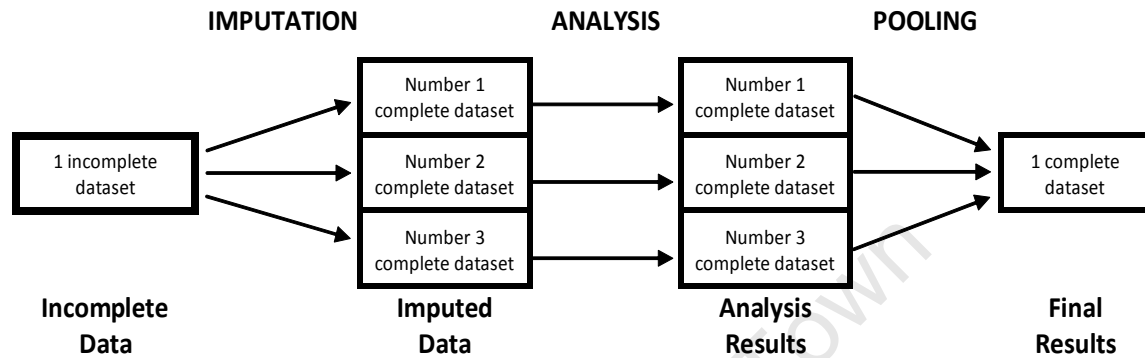 IMPUTATION ANALYSIS POOLING
1 incomplete
dataset
Number 1
complete dataset
Number 2
complete dataset
Number 3
complete dataset
Number 1
complete dataset
Number 2
complete dataset
Number 3
complete dataset
1 complete
dataset
Incomplete
Data
Imputed
Data
Analysis
Results
Final
Results
Town